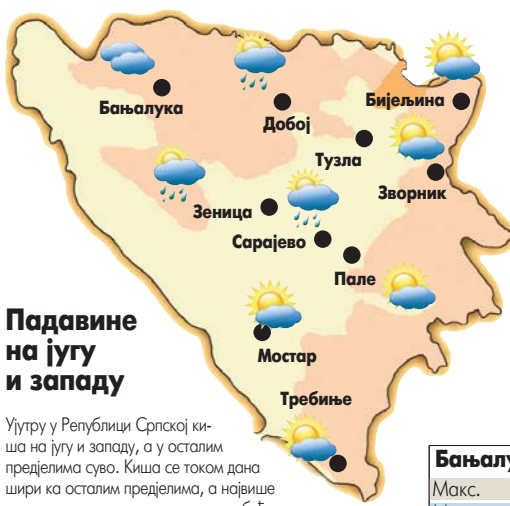 Бањалука
Добој
Бијељина
Тузла
Зворник
Зеница
Сарајево
Пале
Мостар
Требиње
Падавине
на југу
и западу
Ујутру у Републици Српској ки-
ша на југу и западу, а у осталим
предјелима суво. Киша се током дана
шири ка осталим предјелима, а највише
Макс.